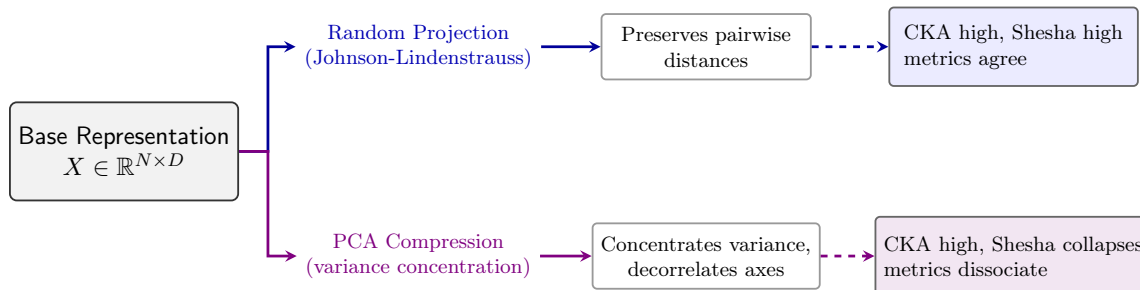 Random Projection
(Johnson-Lindenstrauss)
Preserves pairwise
distances
CKA high, Shesha high
metrics agree
Base Representation
X ∈ ℝ^{N×D}
PCA Compression
(variance concentration)
Concentrates variance,
decorrelates axes
CKA high, Shesha collapses
metrics dissociate